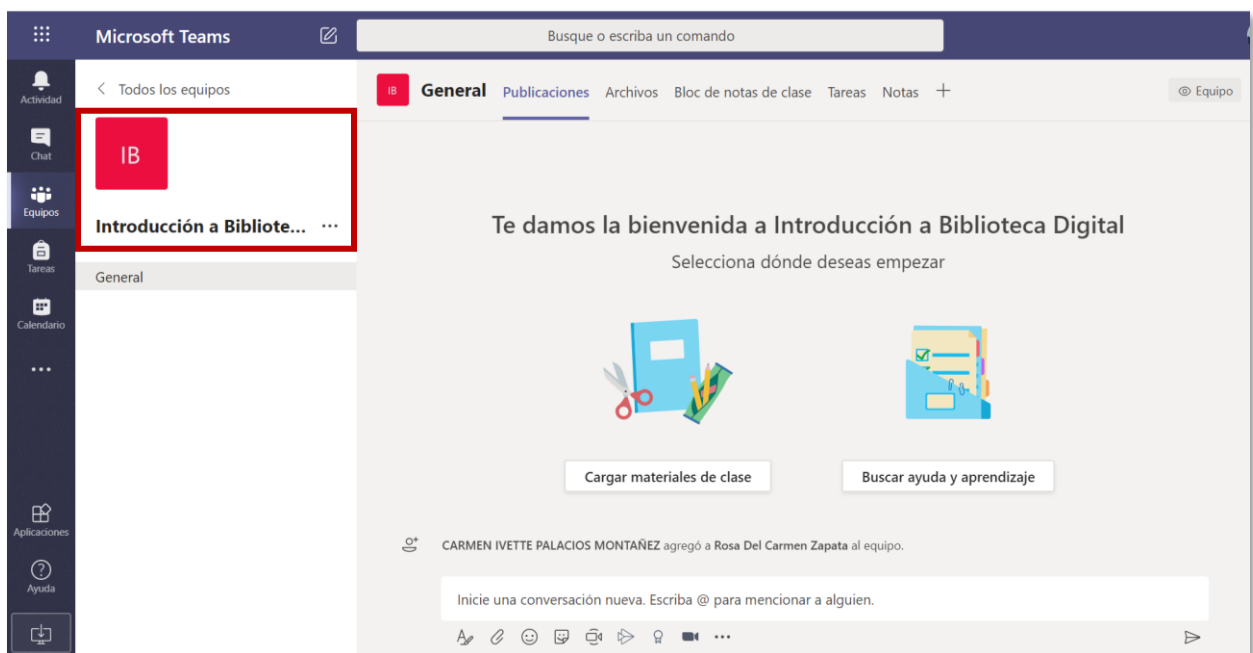 Microsoft Teams
Busque o escriba un comando
Actividad
Chat
Equipos
Tareas
Calendario
Aplicaciones
Ayuda
Todos los equipos
IB
Introducción a Bibliote... ...
General
IB General Publicaciones Archivos Bloc de notas de clase Tareas Notas +
Equipo
Te damos la bienvenida a Introducción a Biblioteca Digital
Selecciona dónde deseas empezar
Cargar materiales de clase
Buscar ayuda y aprendizaje
CARMEN IVETTE PALACIOS MONTAÑEZ agregó a Rosa Del Carmen Zapata al equipo.
Inicie una conversación nueva. Escriba @ para mencionar a alguien.